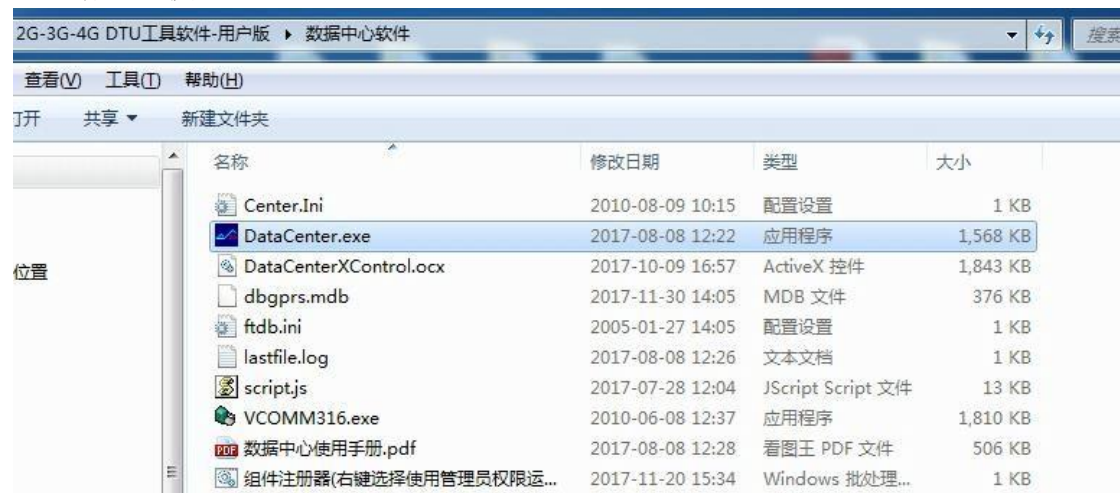 2G-3G-4G DTU工具软件-用户版 ▸ 数据中心软件
查看(V) 工具(T) 帮助(H)
打开 共享 ▼ 新建文件夹
名称 修改日期 类型 大小
Center.Ini 2010-08-09 10:15 配置设置 1 KB
DataCenter.exe 2017-08-08 12:22 应用程序 1,568 KB
位置
DataCenterXControl.ocx 2017-10-09 16:57 ActiveX 控件 1,843 KB
dbgprs.mdb 2017-11-30 14:05 MDB 文件 376 KB
ftdb.ini 2005-01-27 14:05 配置设置 1 KB
lastfile.log 2017-08-08 12:26 文本文档 1 KB
script.js 2017-07-28 12:04 JScript Script 文件 13 KB
VCOMM316.exe 2010-06-08 12:37 应用程序 1,810 KB
数据中心使用手册.pdf 2017-08-08 12:28 看图王 PDF 文件 506 KB
组件注册器(右键选择使用管理员权限运... 2017-11-20 15:34 Windows 批处理... 1 KB